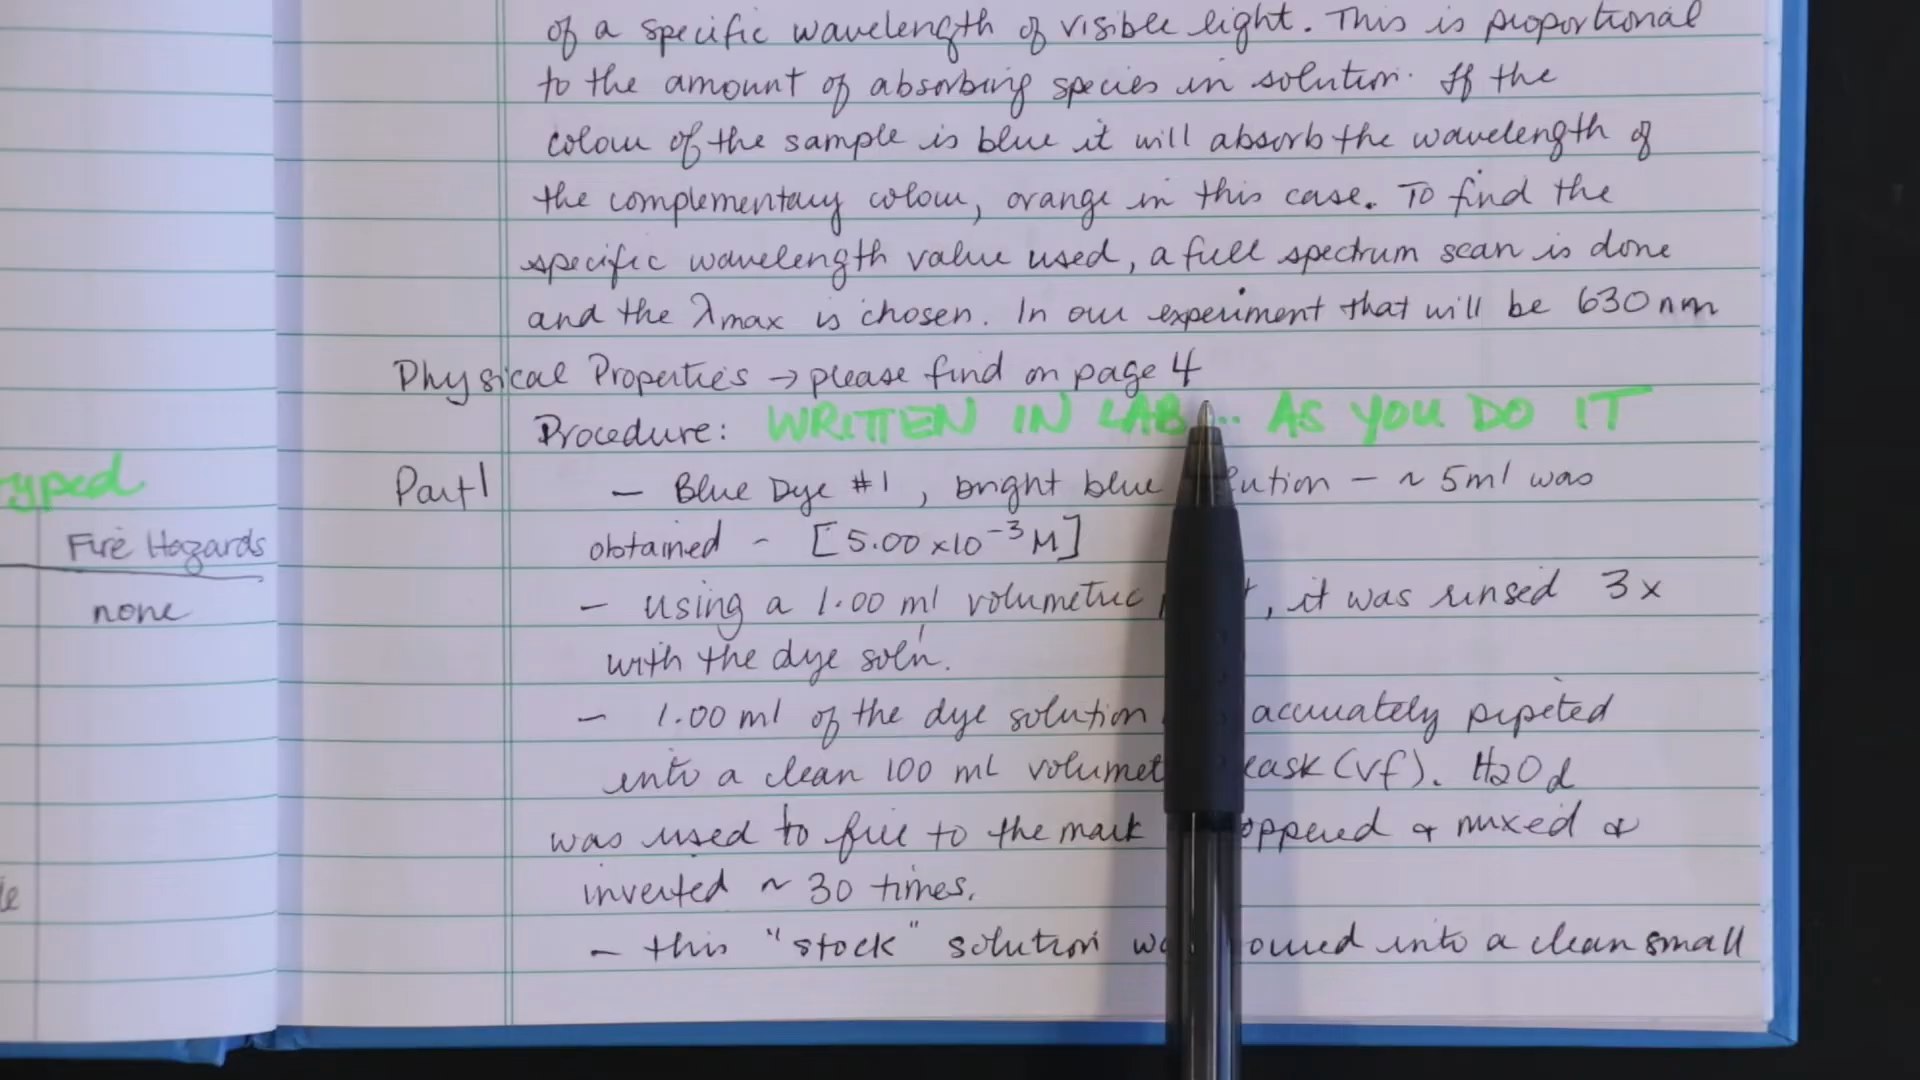 of a specific wavelength of visible light. This is proportional
to the amount of absorbing species in solution. If the
colour of the sample is blue it will absorb the wavelength of
the complementary colour, orange in this case. To find the
specific wavelength value used, a full spectrum scan is done
and the λmax is chosen. In our experiment that will be 630nm
Physical Properties → please find on page 4
Procedure: WRITTEN IN LAB... AS YOU DO IT
Part 1 — Blue Dye #1, bright blue — ~ 5ml was
obtained - [5.00 x10⁻³M]
— using a 1.00 ml volumetric , it was rinsed 3x
with the dye sol'n.
— 1.00 ml of the dye solution accurately pipeted
into a clean 100 mL (vf). H2Od
was used to fill to the mark & mixed &
inverted ~ 30 times.
— this "stock" solution into a clean small
typed
Fire Hazards
none